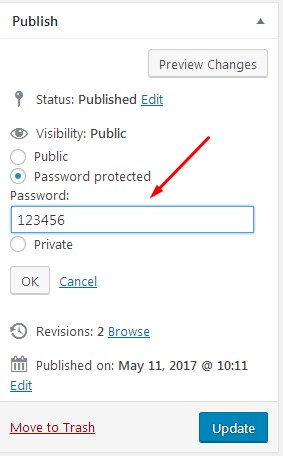 Publish
Preview Changes
Status: Published Edit
Visibility: Public
Public
Password protected
Password:
123456
Private
OK Cancel
Revisions: 2 Browse
Published on: May 11, 2017 @ 10:11
Edit
Move to Trash Update